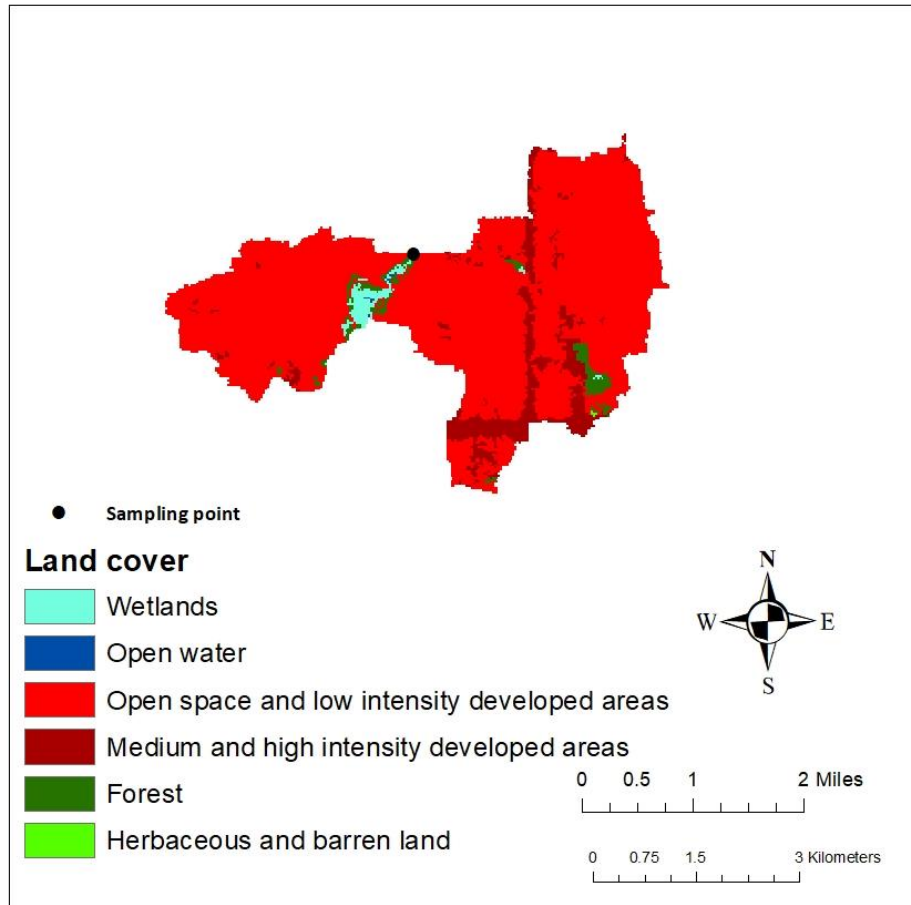 Sampling point
Land cover
Wetlands
Open water
Open space and low intensity developed areas
Medium and high intensity developed areas
Forest
Herbaceous and barren land
N
W E
S
0 0.5 1 2 Miles
0 0.75 1.5 3 Kilometers